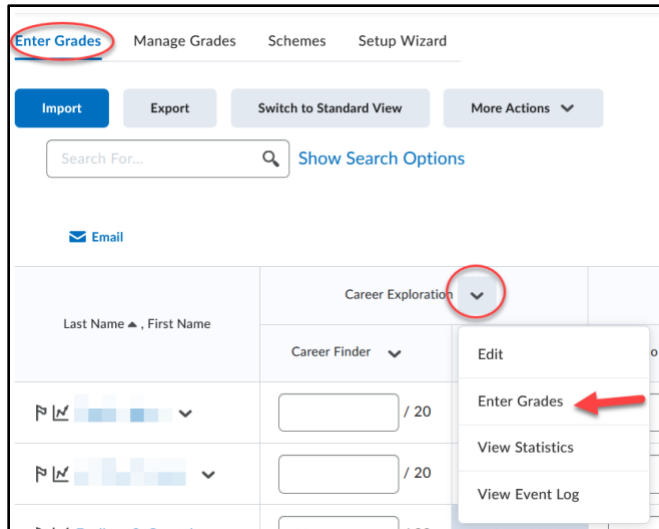 Enter Grades Manage Grades Schemes Setup Wizard
Import Export Switch to Standard View More Actions
Search For... Show Search Options
Email
Career Exploration
Last Name , First Name
Career Finder
/ 20
/ 20
Edit
Enter Grades
View Statistics
View Event Log